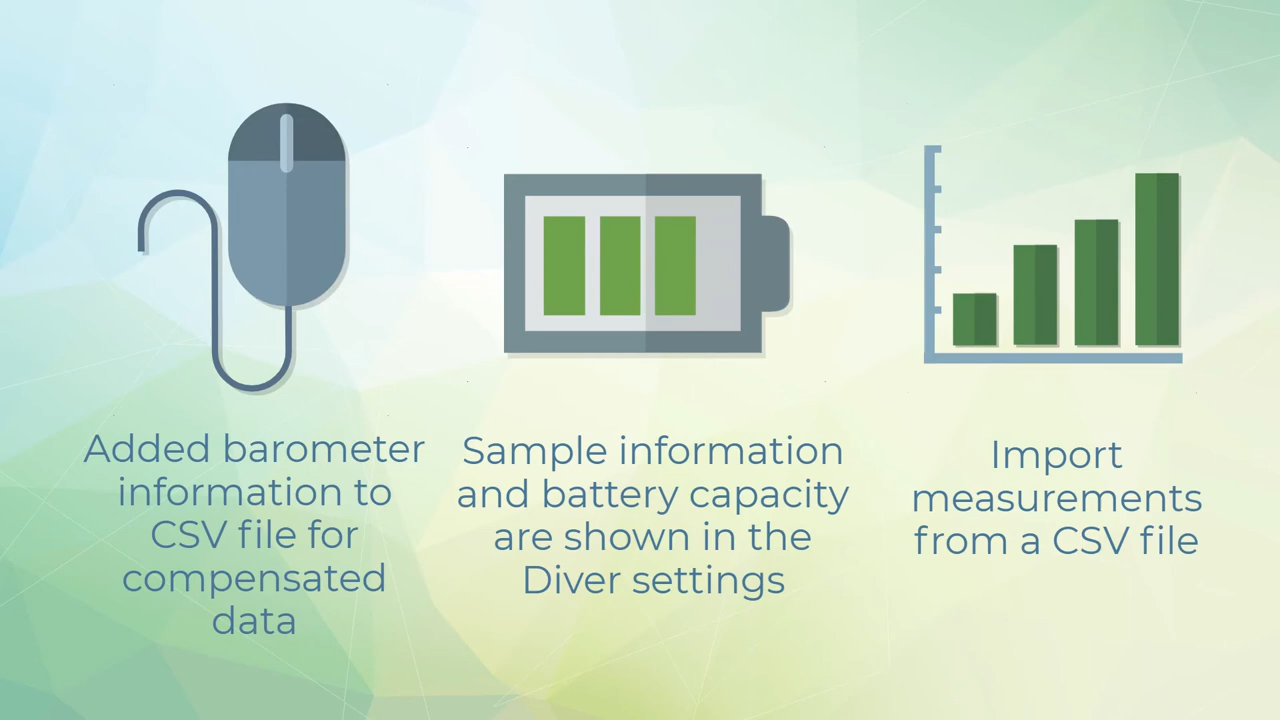 Added barometer
information to
CSV file for
compensated
data
Sample information
and battery capacity
are shown in the
Diver settings
Import
measurements
from a CSV file